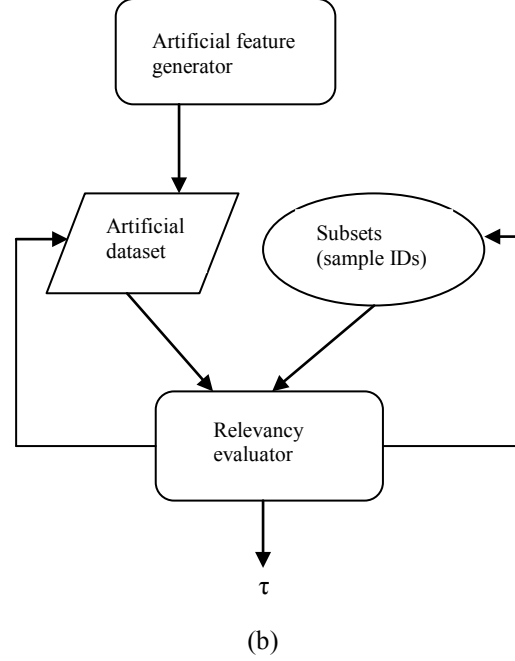 Artificial feature
generator
Artificial
dataset
Subsets
(sample IDs)
Relevancy
evaluator
τ
(b)